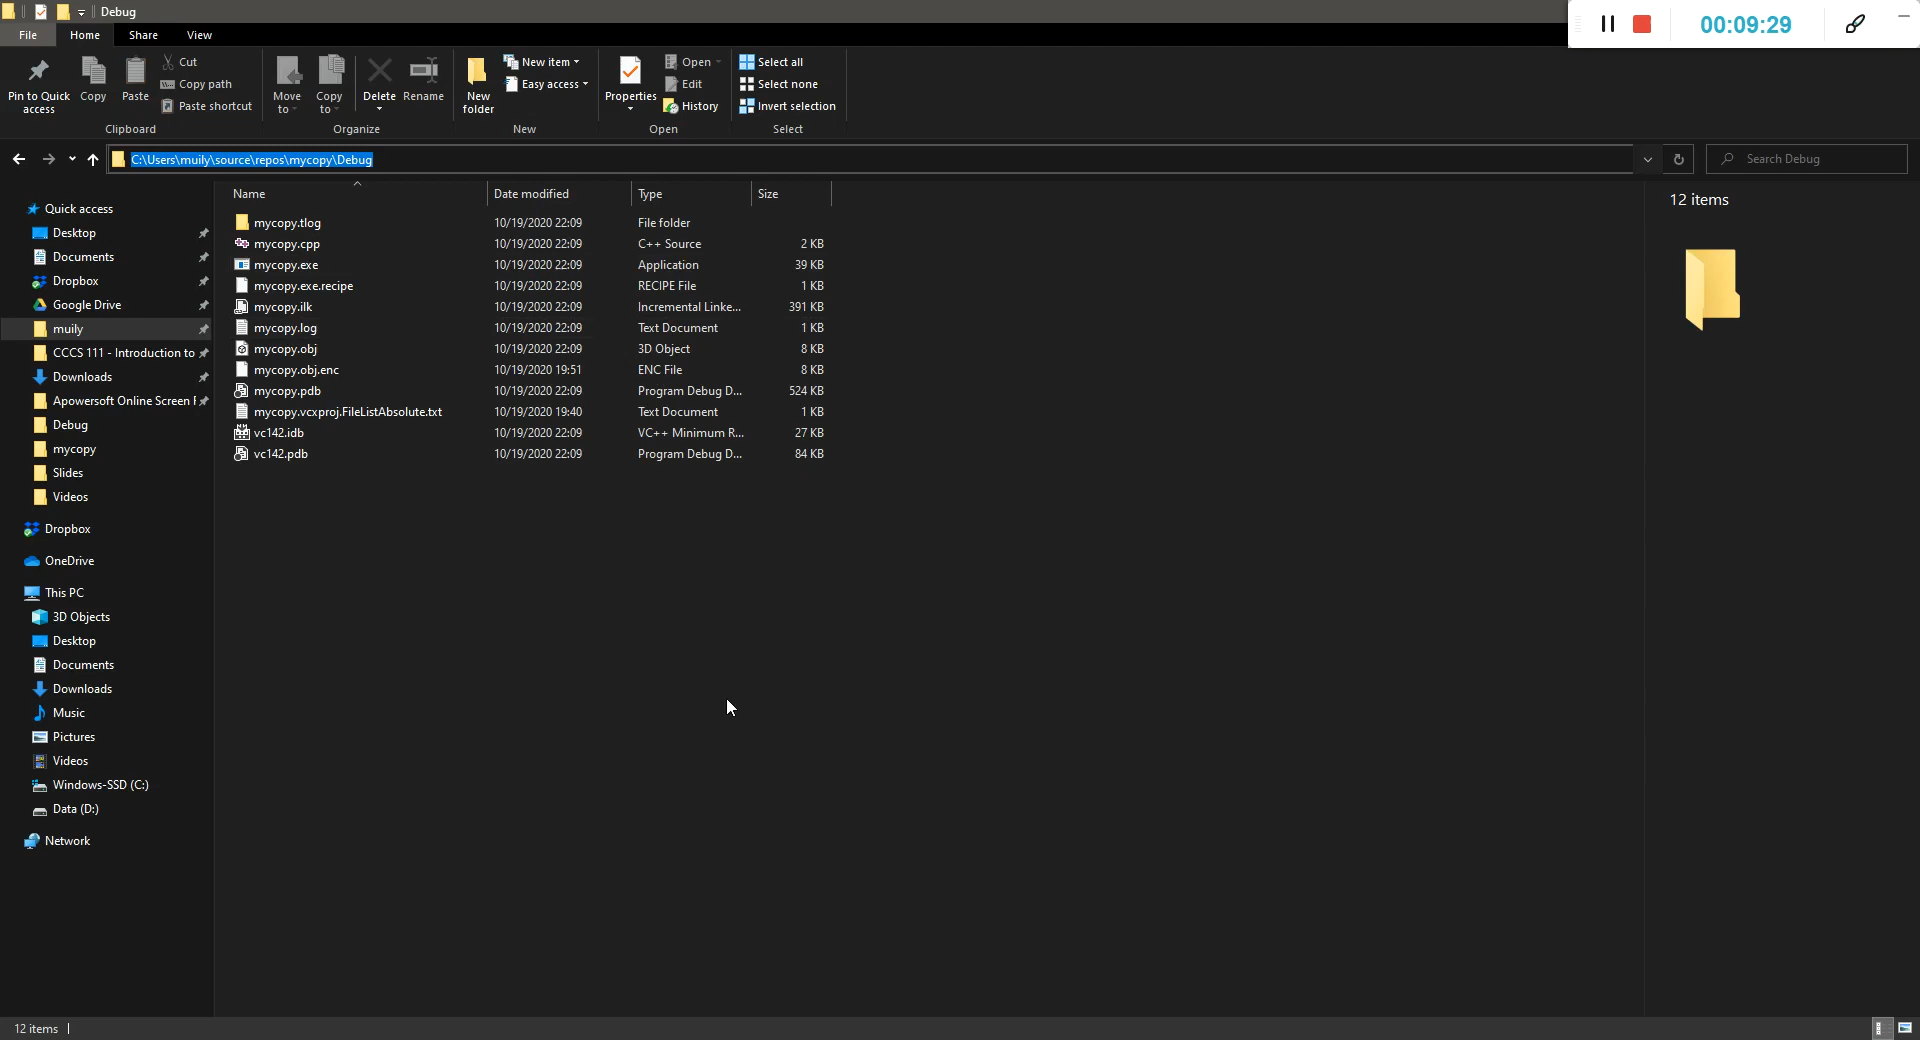 Debug
00:09:29
File Home Share View
Pin to Quick access
Copy
Paste
Cut
Copy path
Paste shortcut
Clipboard
Move to
Copy to
Delete
Rename
Organize
New folder
New item
Easy access
New
Properties
Open
Edit
History
Open
Select all
Select none
Invert selection
Select
C:\Users\muily\source\repos\mycopy\Debug
Search Debug
Quick access
Desktop
Documents
Dropbox
Google Drive
muily
CCCS 111 - Introduction to
Downloads
Apowersoft Online Screen
Debug
mycopy
Slides
Videos
Dropbox
OneDrive
This PC
3D Objects
Desktop
Documents
Downloads
Music
Pictures
Videos
Windows-SSD (C:)
Data (D:)
Network
Name Date modified Type Size
mycopy.tlog 10/19/2020 22:09 File folder
mycopy.cpp 10/19/2020 22:09 C++ Source 2 KB
mycopy.exe 10/19/2020 22:09 Application 39 KB
mycopy.exe.recipe 10/19/2020 22:09 RECIPE File 1 KB
mycopy.ilk 10/19/2020 22:09 Incremental Linke... 391 KB
mycopy.log 10/19/2020 22:09 Text Document 1 KB
mycopy.obj 10/19/2020 22:09 3D Object 8 KB
mycopy.obj.enc 10/19/2020 19:51 ENC File 8 KB
mycopy.pdb 10/19/2020 22:09 Program Debug D... 524 KB
mycopy.vcxproj.FileListAbsolute.txt 10/19/2020 19:40 Text Document 1 KB
vc142.idb 10/19/2020 22:09 VC++ Minimum R... 27 KB
vc142.pdb 10/19/2020 22:09 Program Debug D... 84 KB
12 items
12 items